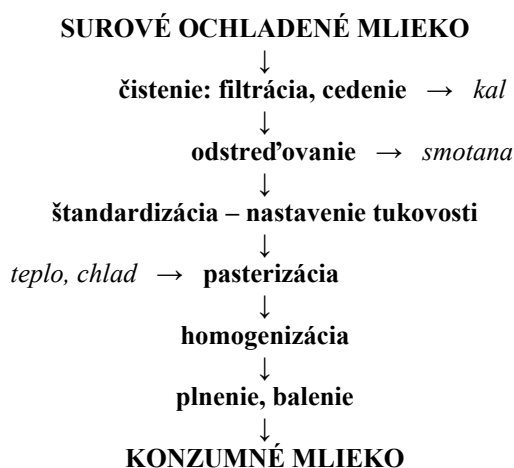 SUROVÉ OCHLADENÉ MLIEKO
↓
čistenie: filtrácia, cedenie → kal
↓
odstreďovanie → smotana
↓
štandardizácia – nastavenie tukovosti
↓
teplo, chlad → pasterizácia
↓
homogenizácia
↓
plnenie, balenie
↓
KONZUMNÉ MLIEKO